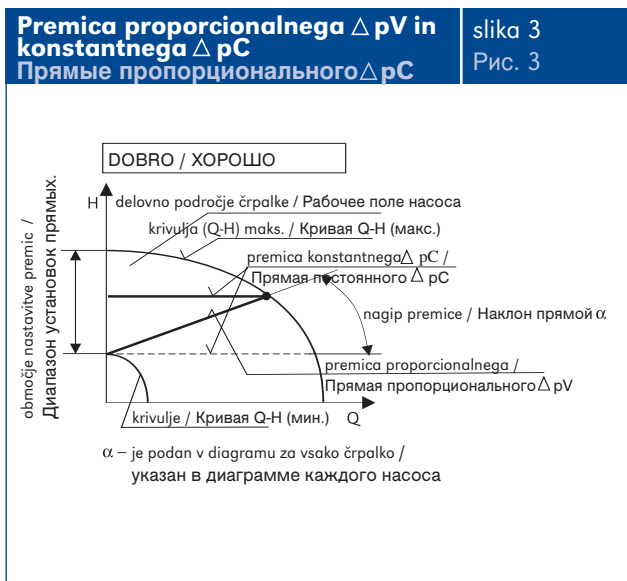 Premica proporcionalnega △ pV in
konstantnega △ pC
Прямые пропорционального△pC
slika 3
Рис. 3
DOBRO / ХОРОШО
H
delovno področje črpalke / Рабочее поле насоса
krivulja (Q-H) maks. / Кривая Q-H (макс.)
premica konstantnega△ pC /
Прямая постоянного △ pC
nagip premice / Наклон прямой α
premica proporcionalnega /
Прямая пропорционального△ pV
krivulje / Кривая Q-H (мин.)
Q
območje nastavitve premic /
Диапазон установок прямых.
α – je podan v diagramu za vsako črpalko /
указан в диаграмме каждого насоса